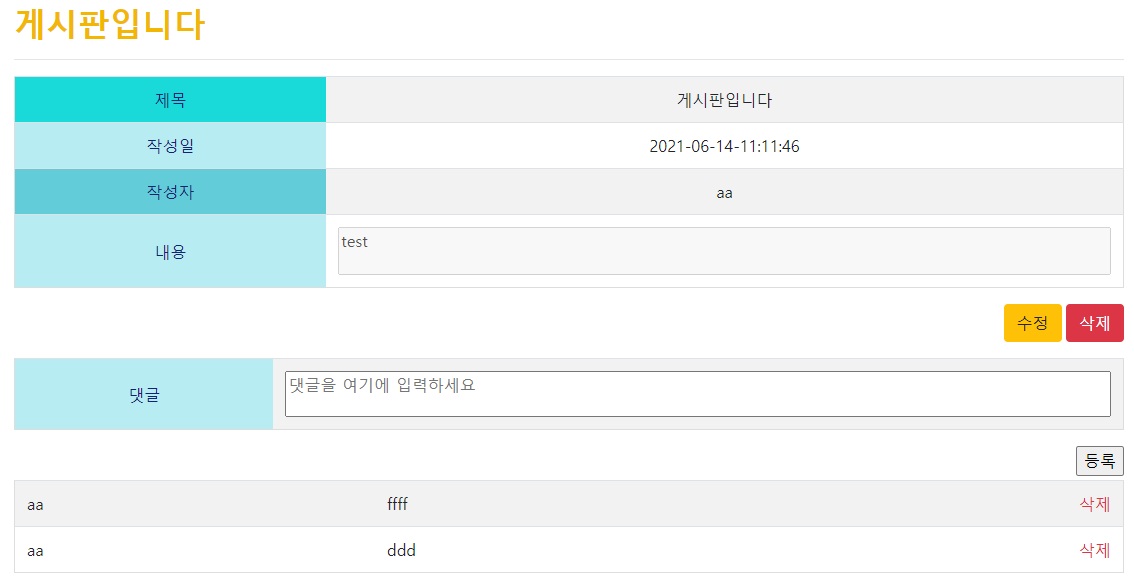 게시판입니다
제목 게시판입니다
작성일 2021-06-14-11:11:46
작성자 aa
내용 test
수정 삭제
댓글 댓글을 여기에 입력하세요
등록
aa ffff 삭제
aa ddd 삭제